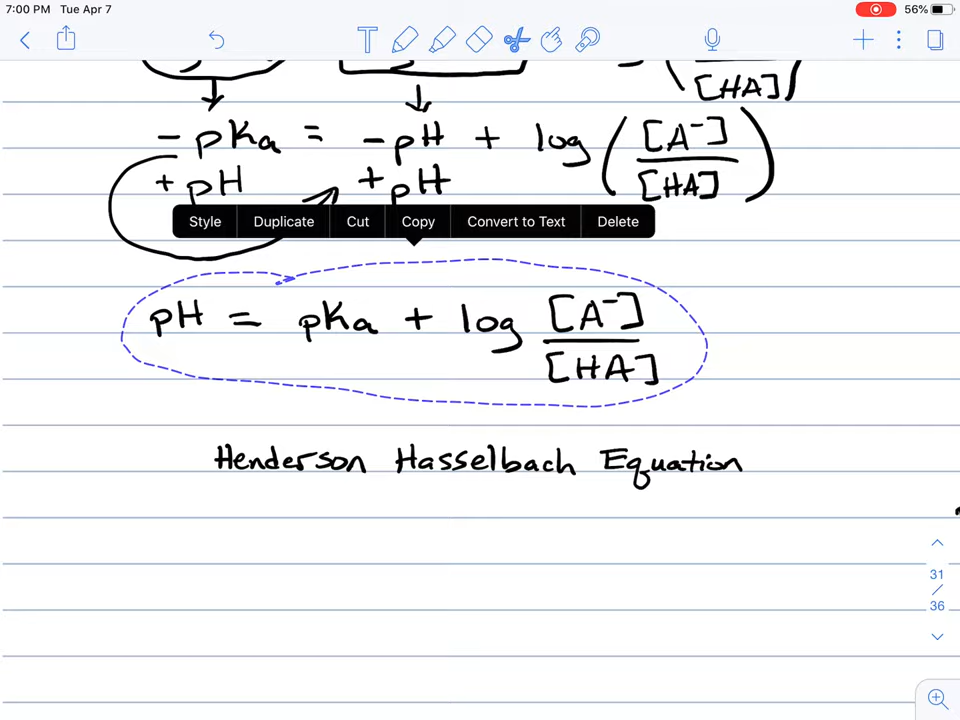 7:00 PM Tue Apr 7 56%
[HA]
- pKa = - pH + log ( [A⁻] / [HA] )
+ pH + pH
Style Duplicate Cut Copy Convert to Text Delete
pH = pKa + log [A⁻] / [HA]
Henderson Hasselbach Equation
31
/
36